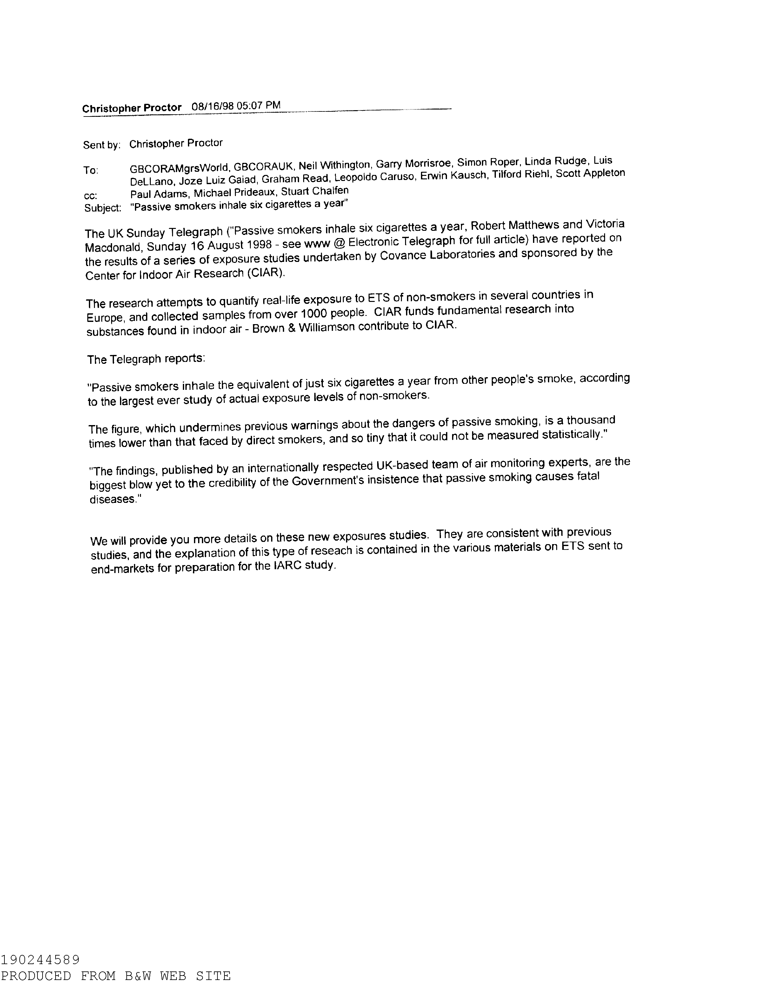 Christopher Proctor 08/16/98 05:07 PM
Sent by: Christopher Proctor
To: GBCORAMgrsWorld, GBCORAUK, Neil Withington, Garry Morrisroe, Simon Roper, Linda Rudge, Luis
DeLLano, Joze Luiz Gaiad, Graham Read, Leopoldo Caruso, Erwin Kausch, Tilford Riehl, Scott Appleton
cc: Paul Adams, Michael Prideaux, Stuart Chalfen
Subject: "Passive smokers inhale six cigarettes a year"
The UK Sunday Telegraph ("Passive smokers inhale six cigarettes a year, Robert Matthews and Victoria
Macdonald, Sunday 16 August 1998 - see www @ Electronic Telegraph for full article) have reported on
the results of a series of exposure studies undertaken by Covance Laboratories and sponsored by the
Center for Indoor Air Research (CIAR).
The research attempts to quantify real-life exposure to ETS of non-smokers in several countries in
Europe, and collected samples from over 1000 people. CIAR funds fundamental research into
substances found in indoor air - Brown & Williamson contribute to CIAR.
The Telegraph reports:
"Passive smokers inhale the equivalent of just six cigarettes a year from other people's smoke, according
to the largest ever study of actual exposure levels of non-smokers.
The figure, which undermines previous warnings about the dangers of passive smoking, is a thousand
times lower than that faced by direct smokers, and so tiny that it could not be measured statistically."
"The findings, published by an internationally respected UK-based team of air monitoring experts, are the
biggest blow yet to the credibility of the Government's insistence that passive smoking causes fatal
diseases."
We will provide you more details on these new exposures studies. They are consistent with previous
studies, and the explanation of this type of reseach is contained in the various materials on ETS sent to
end-markets for preparation for the IARC study.
190244589
PRODUCED FROM B&W WEB SITE